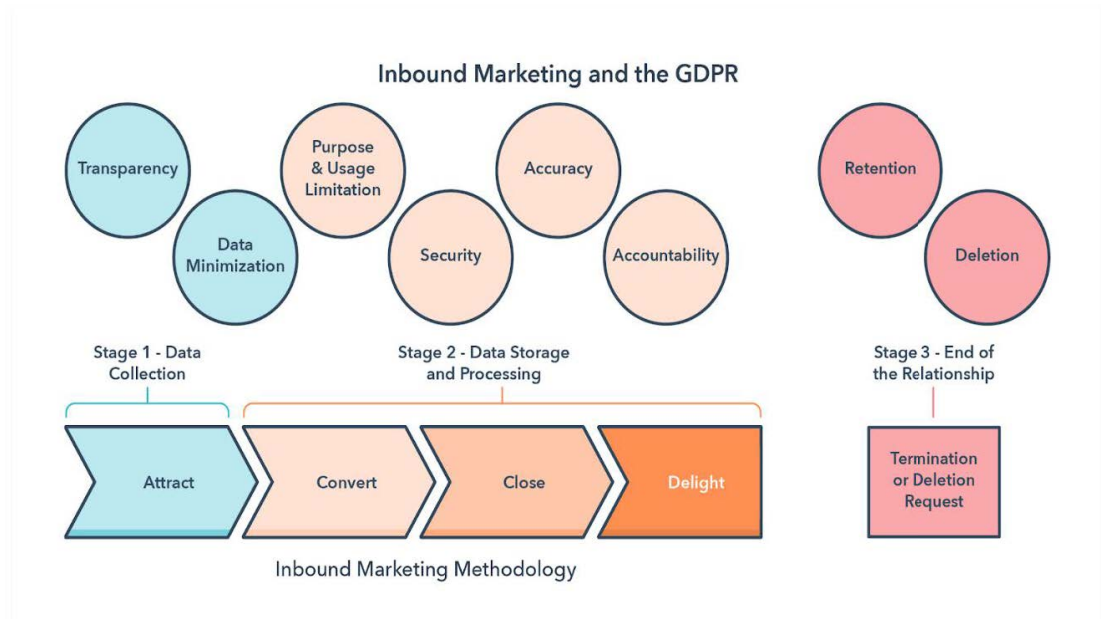 Inbound Marketing and the GDPR
Transparency
Data
Minimization
Purpose
& Usage
Limitation
Security
Accuracy
Accountability
Retention
Deletion
Stage 1 - Data
Collection
Stage 2 - Data Storage
and Processing
Stage 3 - End of
the Relationship
Attract
Convert
Close
Delight
Termination
or Deletion
Request
Inbound Marketing Methodology